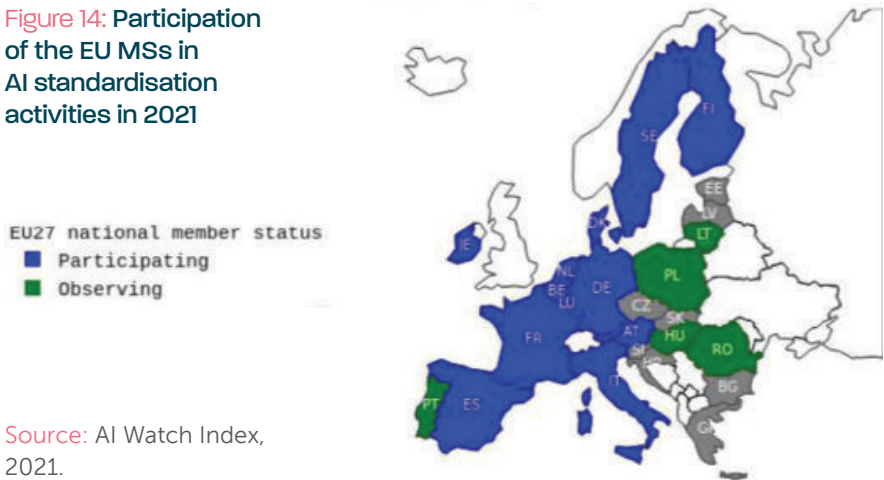 Figure 14: Participation
of the EU MSs in
AI standardisation
activities in 2021
EU27 national member status
Participating
Observing
Source: AI Watch Index,
2021.
FI
SE
EE
LV
DK
LT
IE
NL
PL
BE
DE
LU
CZ
SK
FR
AT
HU
SI
RO
IT
BG
PT
ES